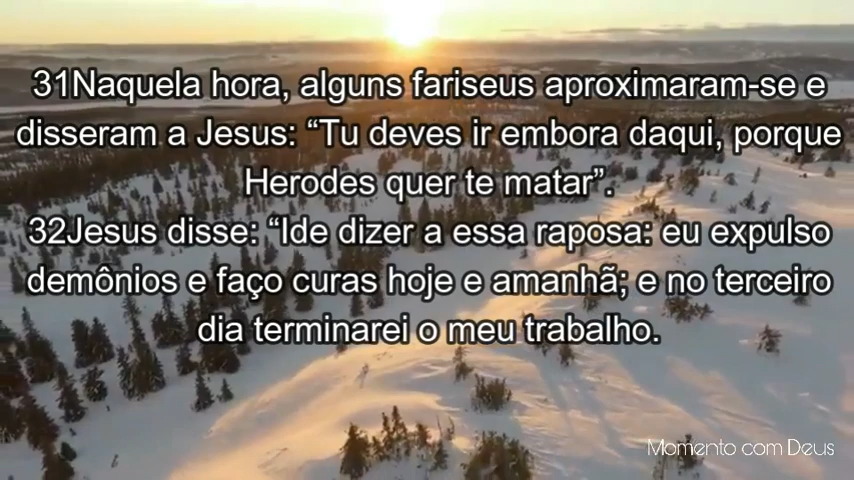 31Naquela hora, alguns fariseus aproximaram-se e
disseram a Jesus: “Tu deves ir embora daqui, porque
Herodes quer te matar”.
32Jesus disse: “Ide dizer a essa raposa: eu expulso
demônios e faço curas hoje e amanhã; e no terceiro
dia terminarei o meu trabalho.
Momento com Deus